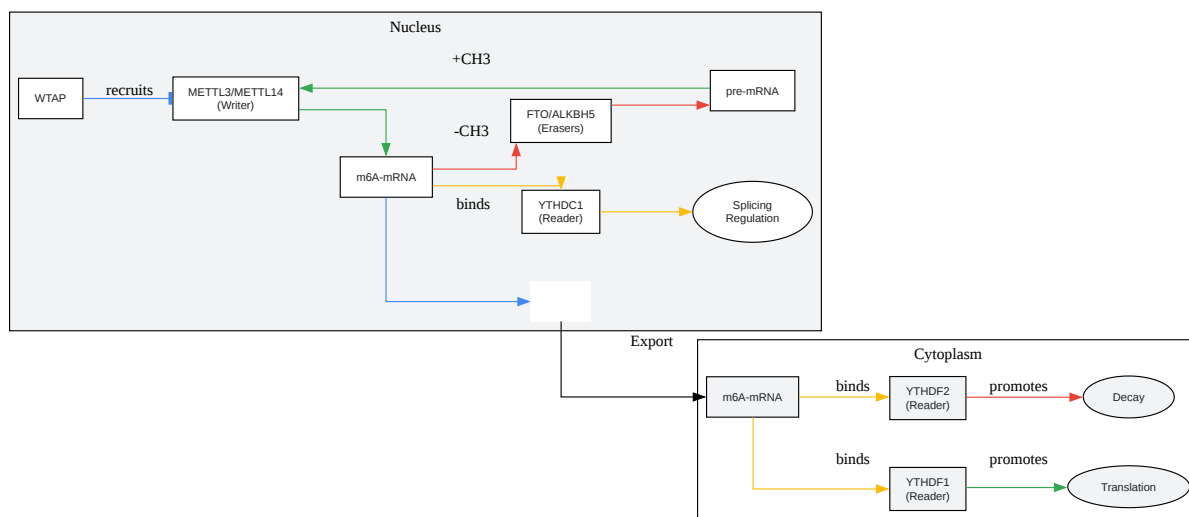 Nucleus
+CH3
WTAP
recruits
METTL3/METTL14
(Writer)
pre-mRNA
FTO/ALKBH5
(Erasers)
-CH3
m6A-mRNA
binds
YTHDC1
(Reader)
Splicing
Regulation
Export
Cytoplasm
m6A-mRNA
binds
YTHDF2
(Reader)
promotes
Decay
binds
YTHDF1
(Reader)
promotes
Translation